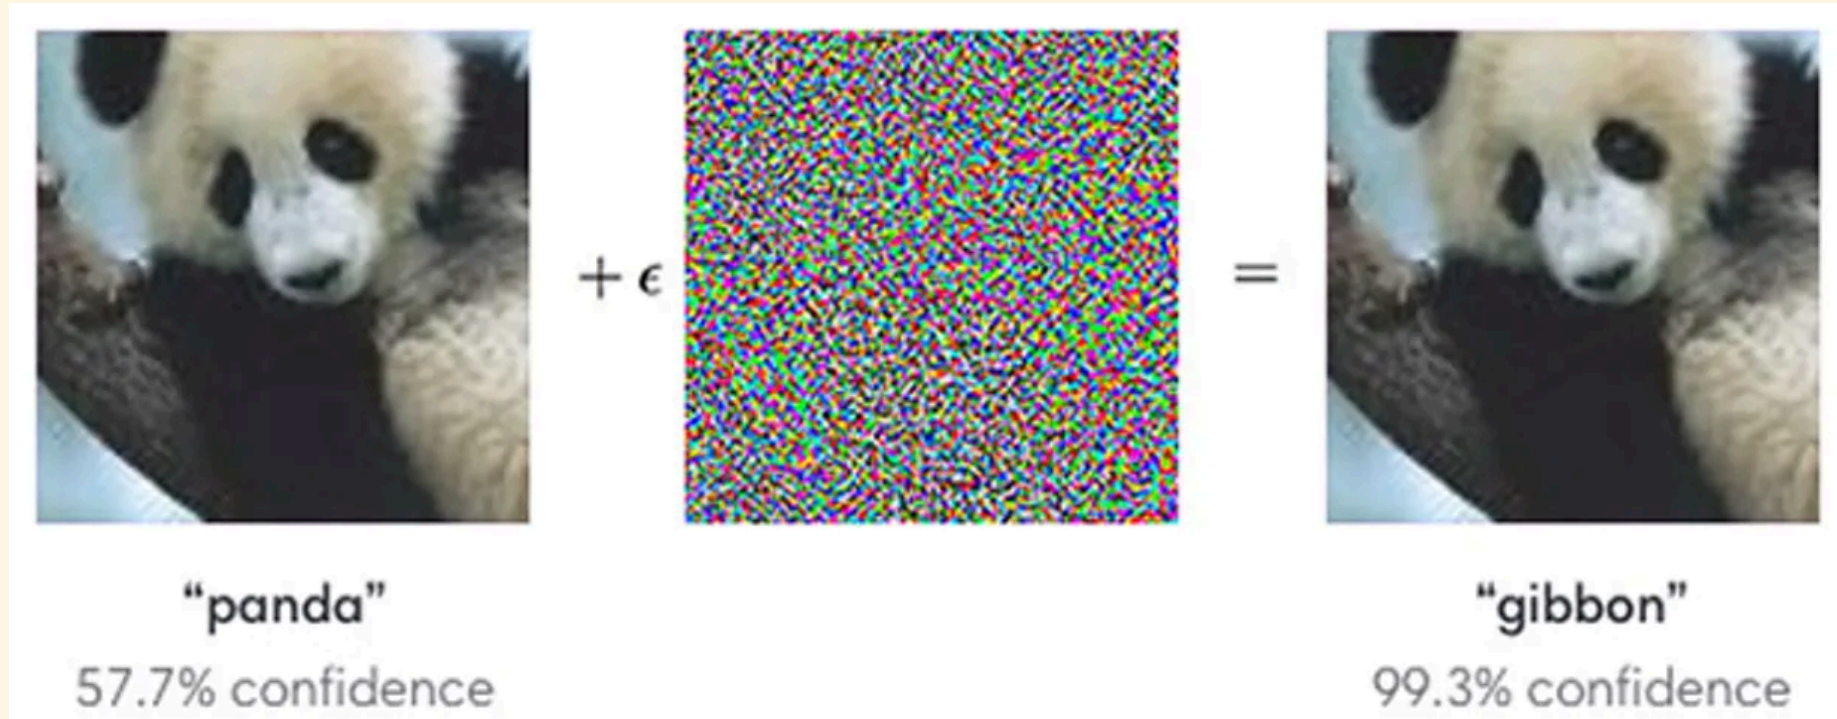 + ϵ
=
“panda”
57.7% confidence
“gibbon”
99.3% confidence